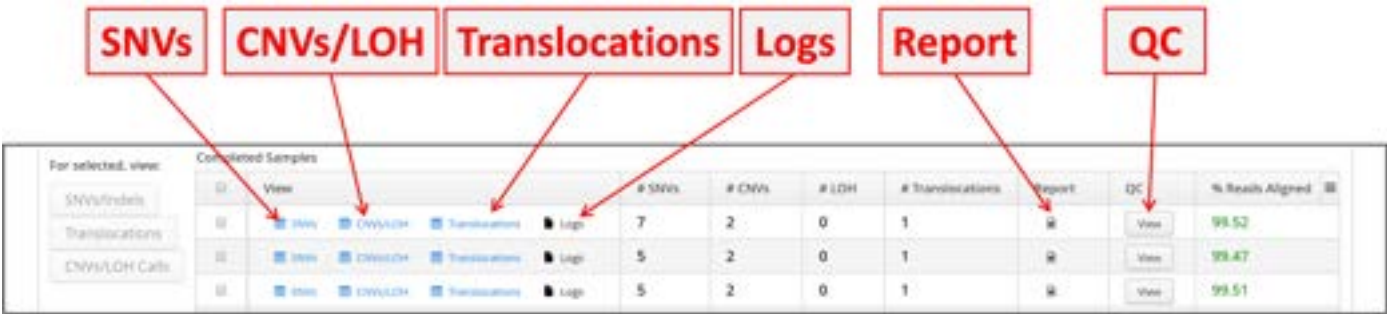 SNVs CNVs/LOH Translocations Logs Report QC
For selected, view:
Completed Samples
SNVs/Indels
Translocations
CNVs/LOH Calls
View # SNVs # CNVs # LOH # Translocations Report QC % Reads Aligned
SNVs CNVs/LOH Translocations Logs 7 2 0 1 View 99.52
SNVs CNVs/LOH Translocations Logs 5 2 0 1 View 99.47
SNVs CNVs/LOH Translocations Logs 5 2 0 1 View 99.51